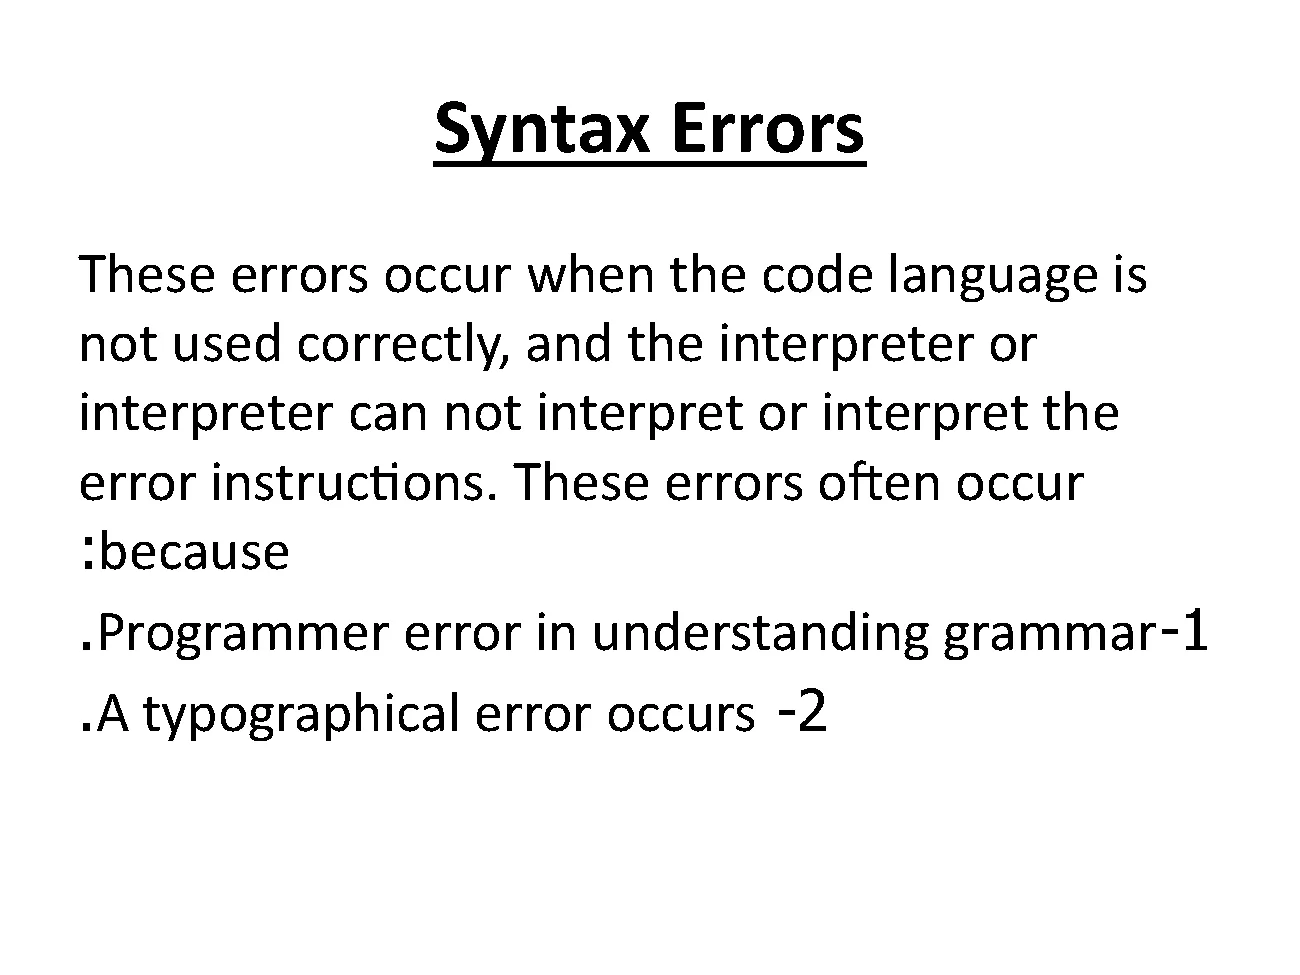 Syntax Errors
These errors occur when the code language is
not used correctly, and the interpreter or
interpreter can not interpret or interpret the
error instructions. These errors often occur
:because
.Programmer error in understanding grammar-1
.A typographical error occurs -2